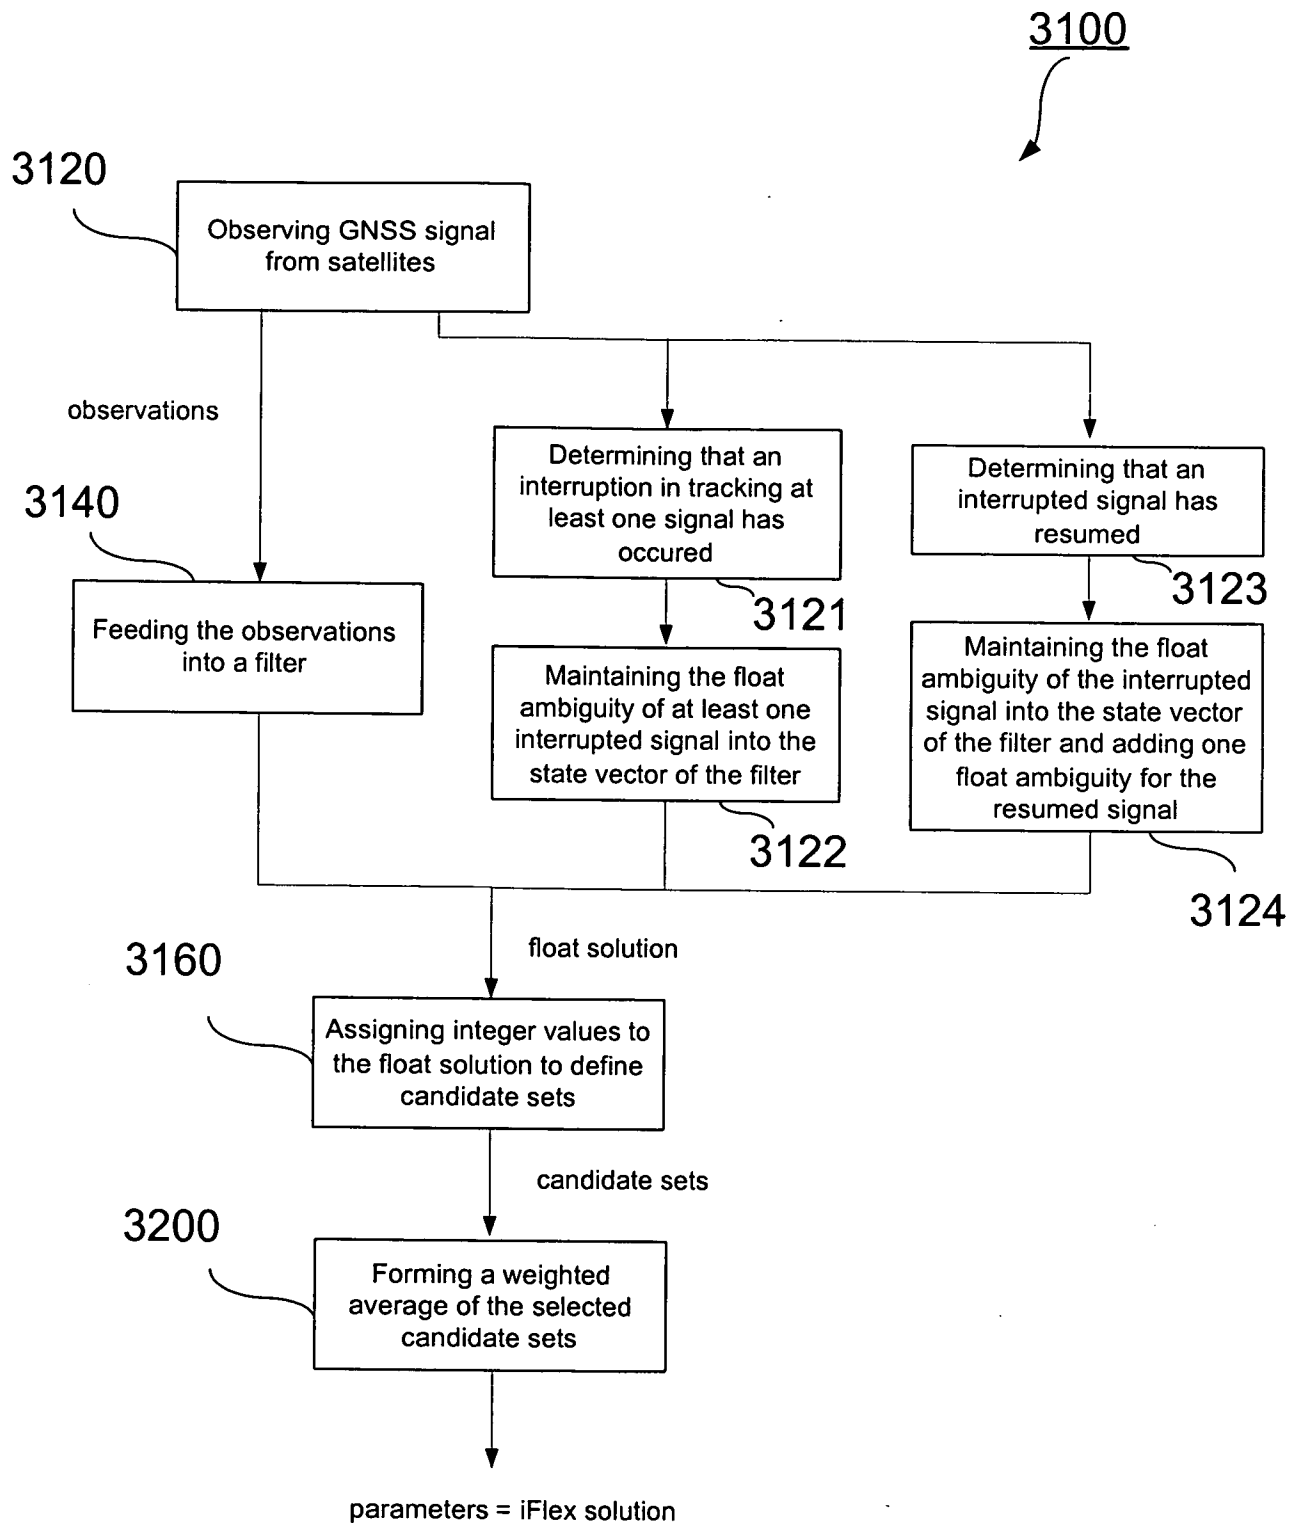 3100
3120
Observing GNSS signal
from satellites
observations
3140
Feeding the observations
into a filter
Determining that an
interruption in tracking at
least one signal has
occured
3121
Maintaining the float
ambiguity of at least one
interrupted signal into the
state vector of the filter
3122
Determining that an
interrupted signal has
resumed
3123
Maintaining the float
ambiguity of the interrupted
signal into the state vector
of the filter and adding one
float ambiguity for the
resumed signal
3124
float solution
3160
Assigning integer values to
the float solution to define
candidate sets
candidate sets
3200
Forming a weighted
average of the selected
candidate sets
parameters = iFlex solution